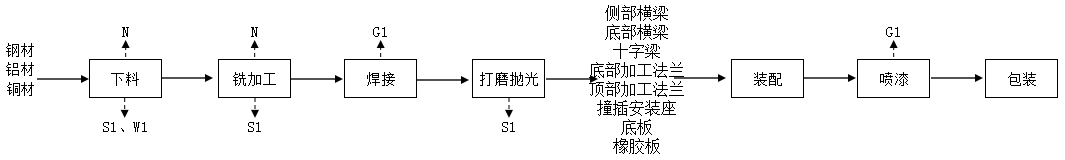 钢材
铝材
铜材
N
下料
S1、W1
N
铣加工
S1
G1
焊接
打磨抛光
S1
侧部横梁
底部横梁
十字梁
底部加工法兰
顶部加工法兰
撞插安装座
底板
橡胶板
装配
G1
喷漆
包装